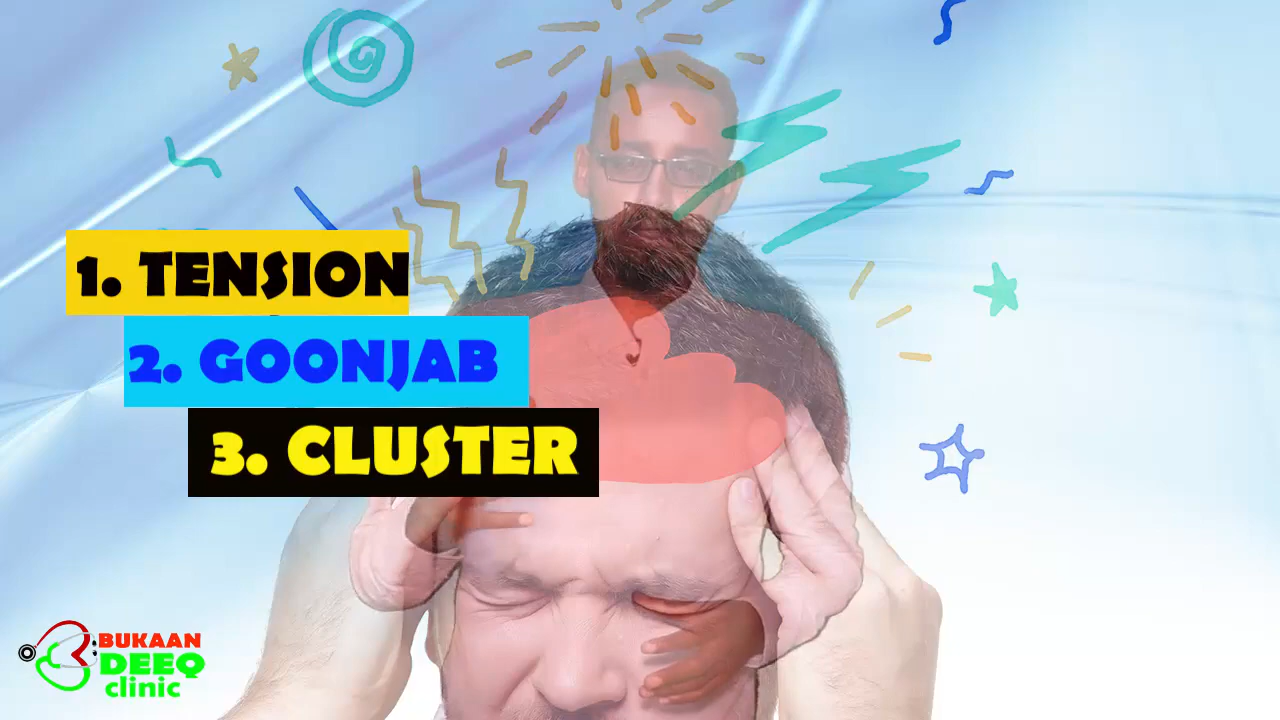 1. TENSION
2. GOONJAB
3. CLUSTER
BUKAAN
DEEQ
clinic